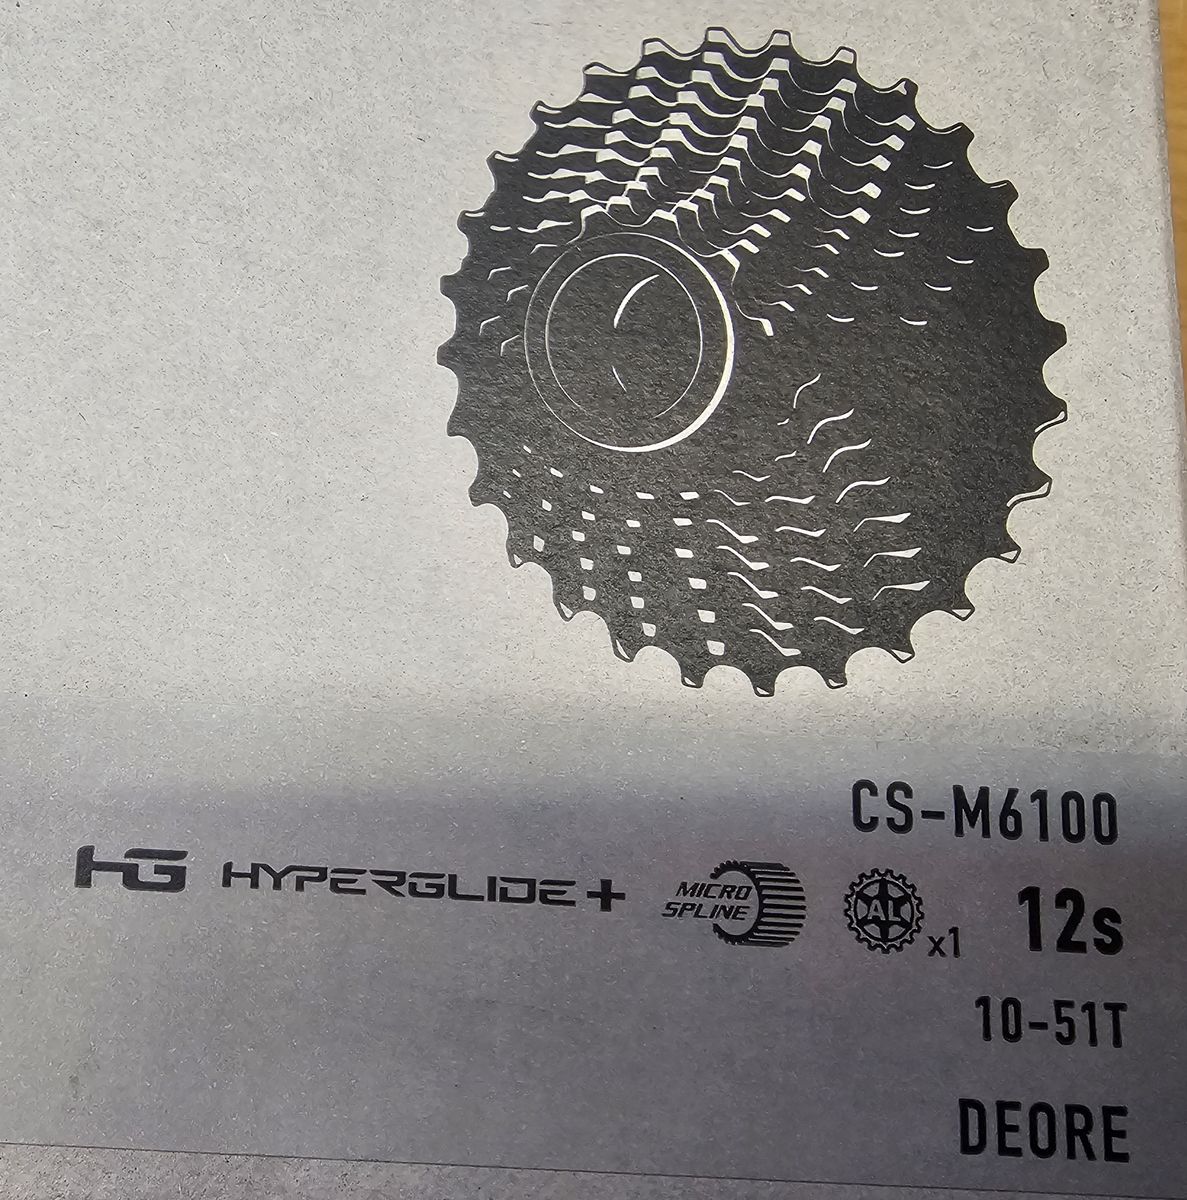 CS-M6100
HG HYPERGLIDE+ MICRO SPLINE AL x1 12s
10-51T
DEORE